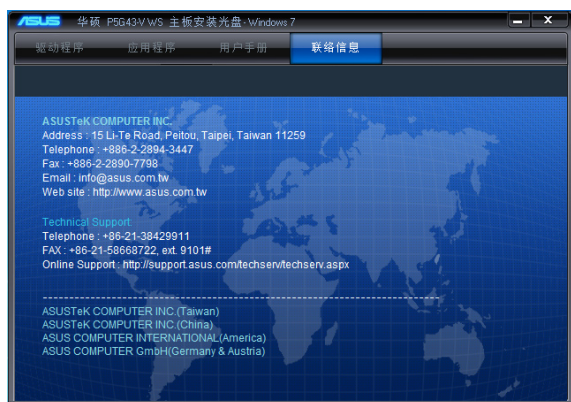 ASUS 华硕 P5G43-V WS 主板安装光盘-Windows 7
驱动程序 应用程序 用户手册 联络信息
ASUSTeK COMPUTER INC.
Address : 15 Li-Te Road, Peitou, Taipei, Taiwan 11259
Telephone : +886-2-2894-3447
Fax : +886-2-2890-7798
Email : info@asus.com.tw
Web site : http://www.asus.com.tw
Technical Support
Telephone : +86-21-38429911
FAX : +86-21-58668722, ext. 9101#
Online Support : http://support.asus.com/techserv/techserv.aspx
ASUSTeK COMPUTER INC.(Taiwan)
ASUSTeK COMPUTER INC.(China)
ASUS COMPUTER INTERNATIONAL(America)
ASUS COMPUTER GmbH(Germany & Austria)